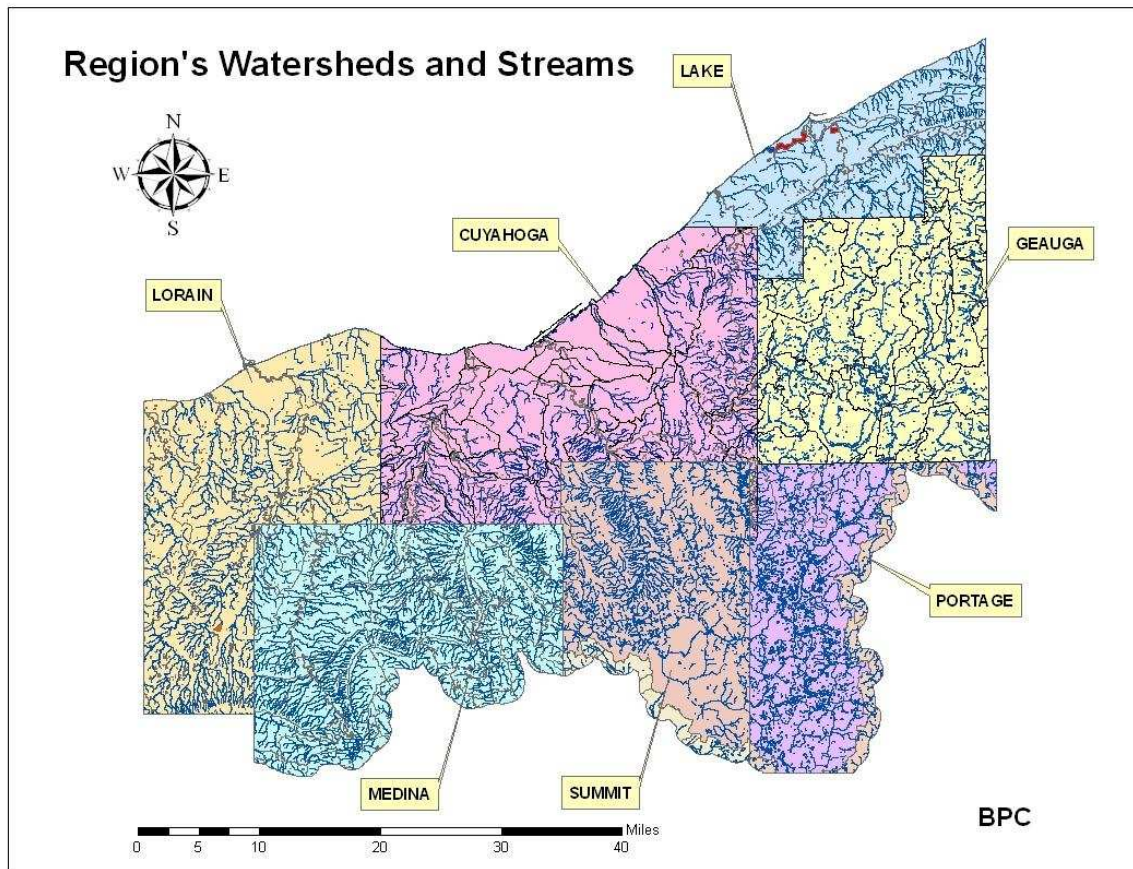 Region's Watersheds and Streams
LAKE
N
W E
S
CUYAHOGA
GEAUGA
LORAIN
PORTAGE
MEDINA
SUMMIT
BPC
Miles
0 5 10 20 30 40